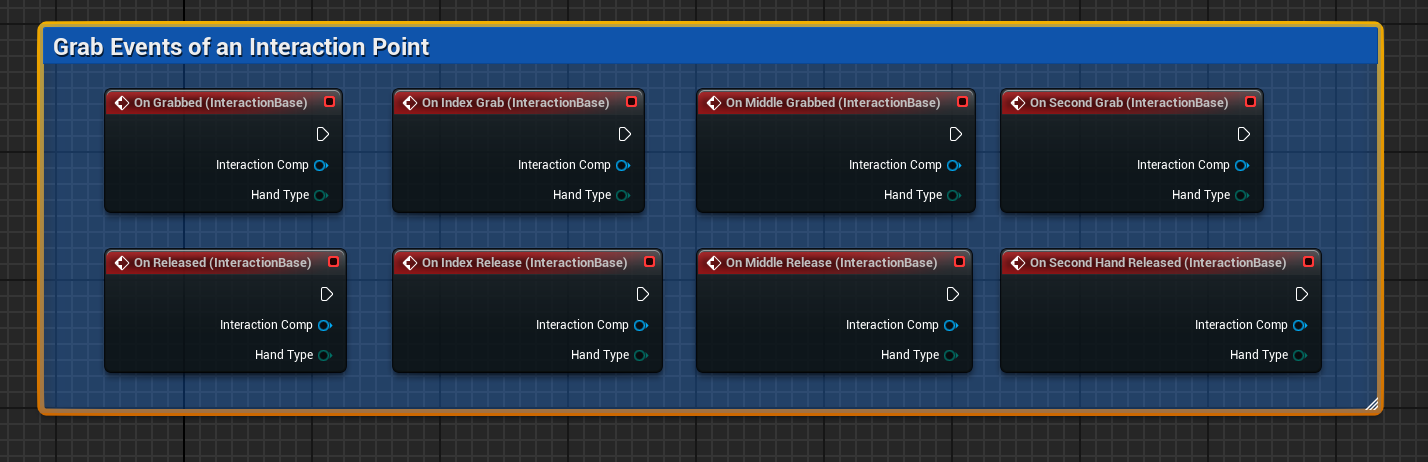 Grab Events of an Interaction Point
On Grabbed (InteractionBase)
Interaction Comp
Hand Type
On Index Grab (InteractionBase)
Interaction Comp
Hand Type
On Middle Grabbed (InteractionBase)
Interaction Comp
Hand Type
On Second Grab (InteractionBase)
Interaction Comp
Hand Type
On Released (InteractionBase)
Interaction Comp
Hand Type
On Index Release (InteractionBase)
Interaction Comp
Hand Type
On Middle Release (InteractionBase)
Interaction Comp
Hand Type
On Second Hand Released (InteractionBase)
Interaction Comp
Hand Type